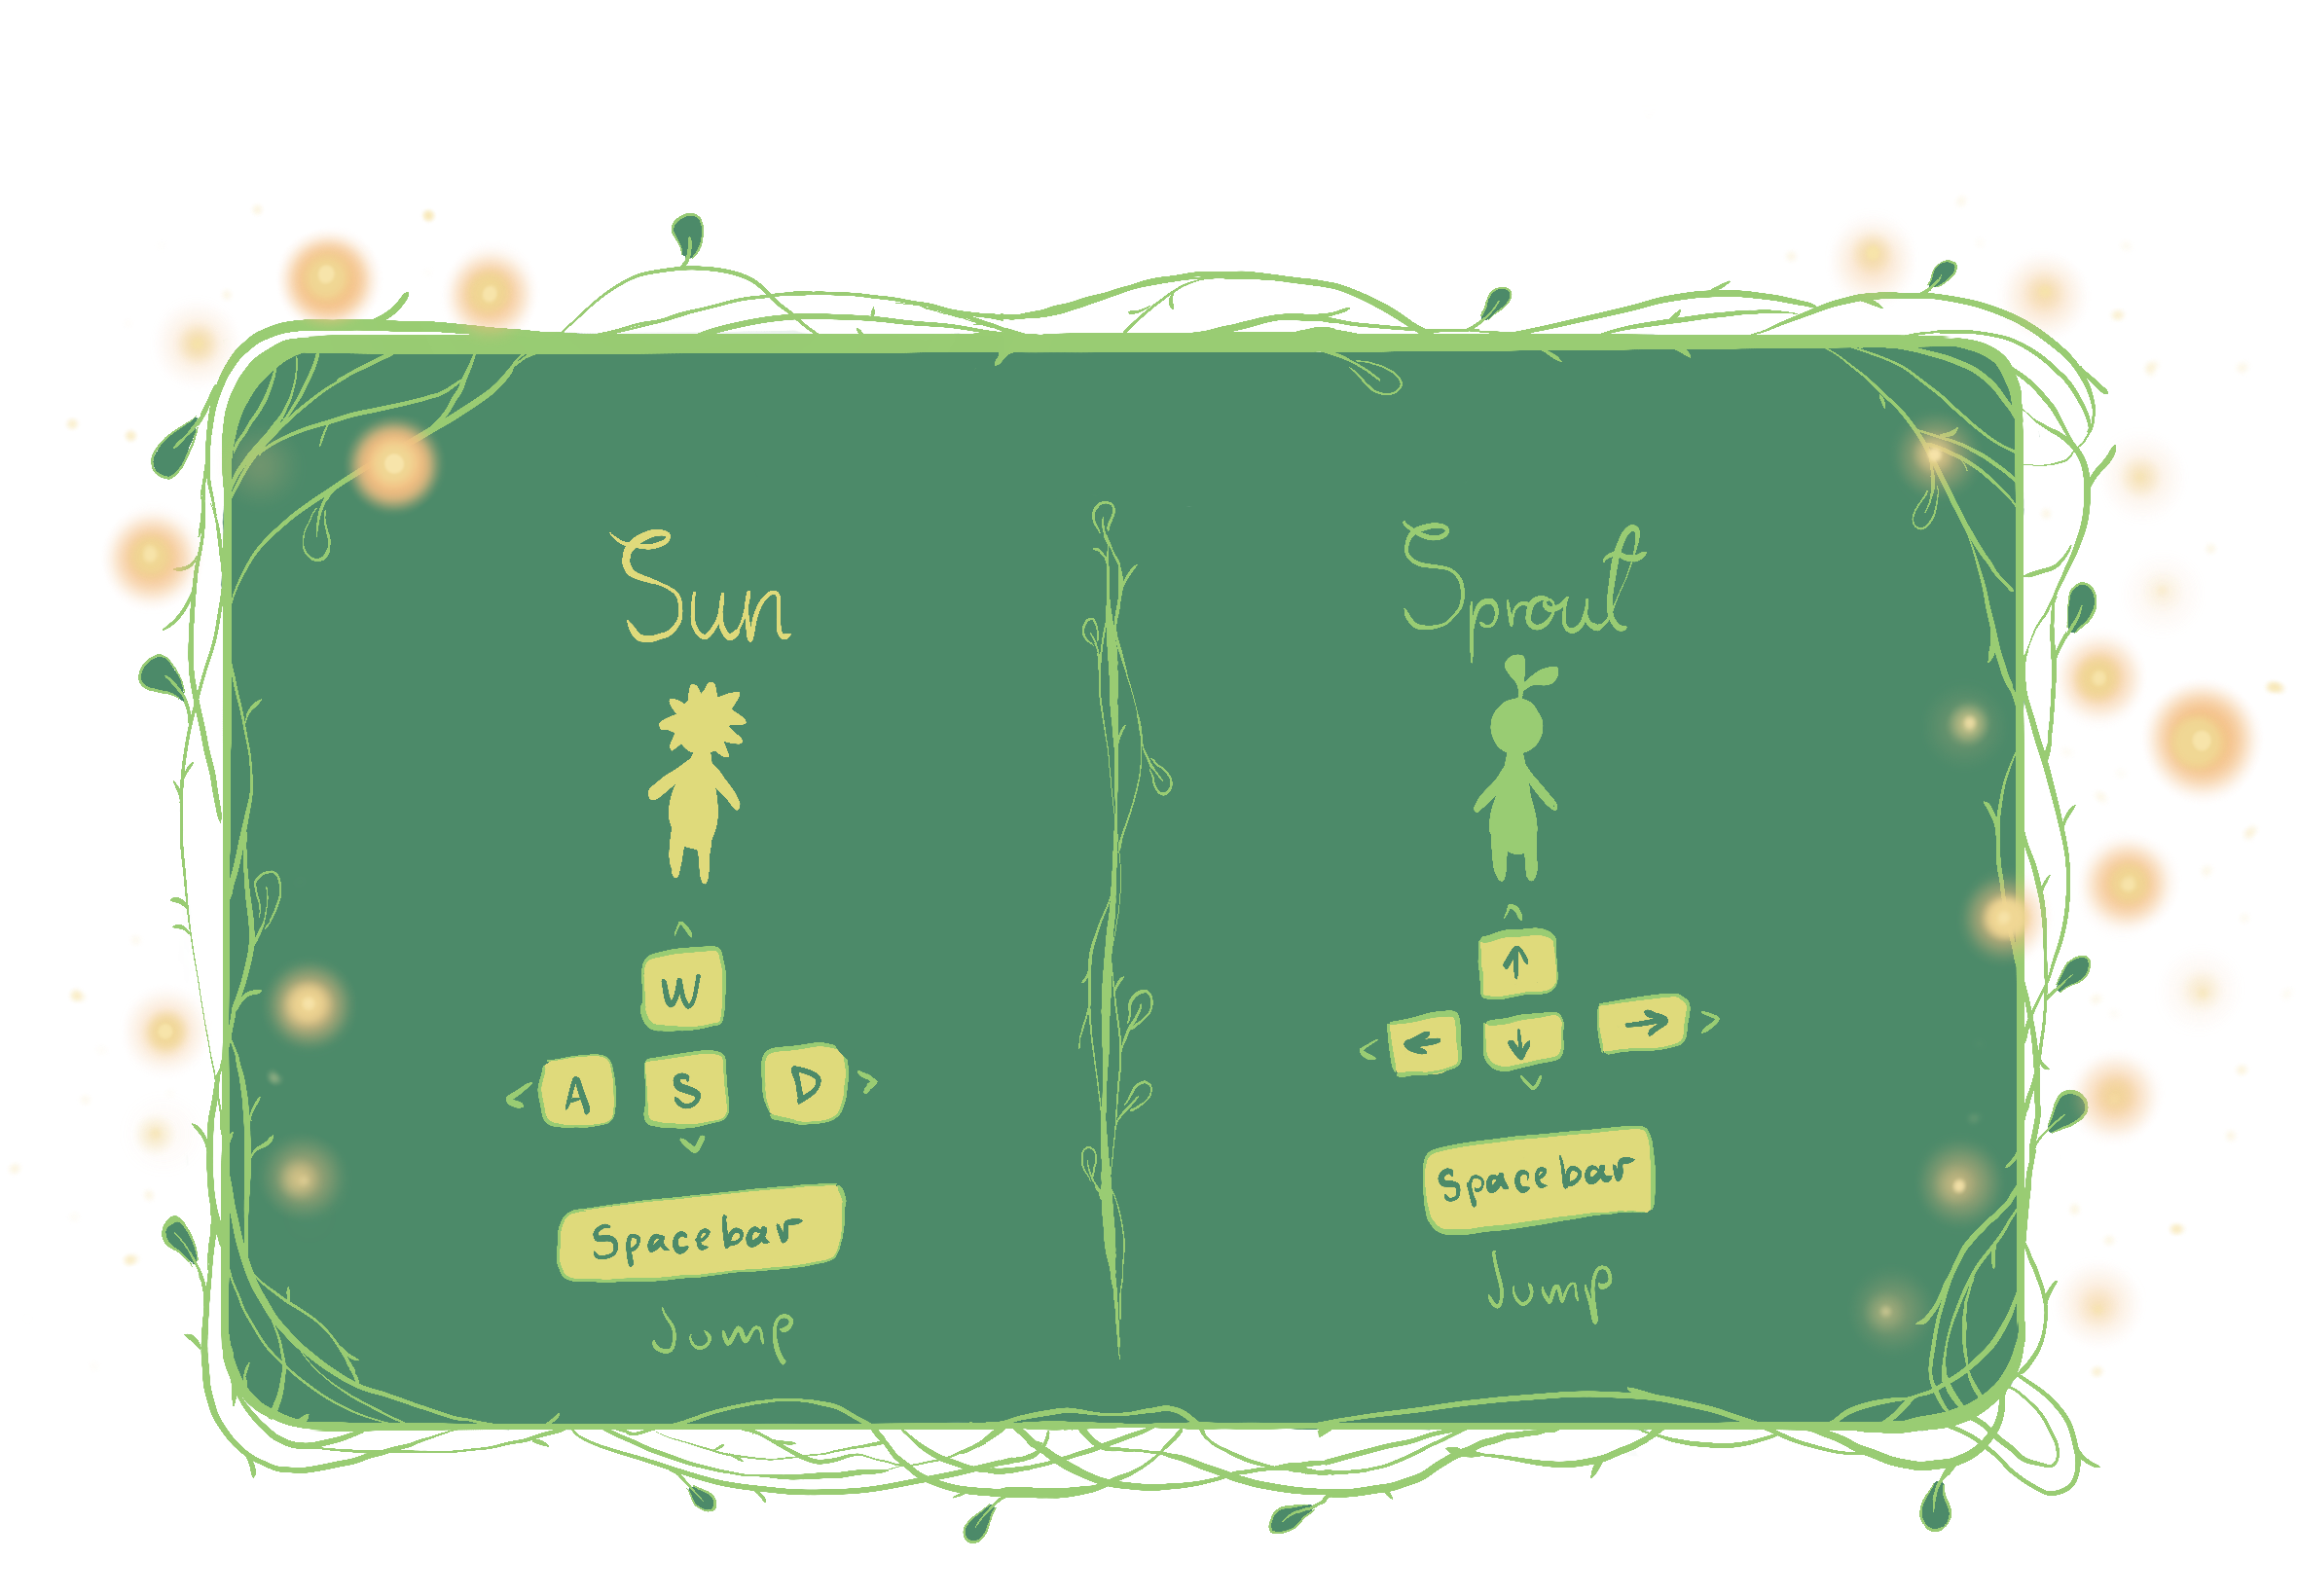 Sun
W
A S D
Spacebar
Jump
Sprout
↑
← ↓ →
Spacebar
Jump